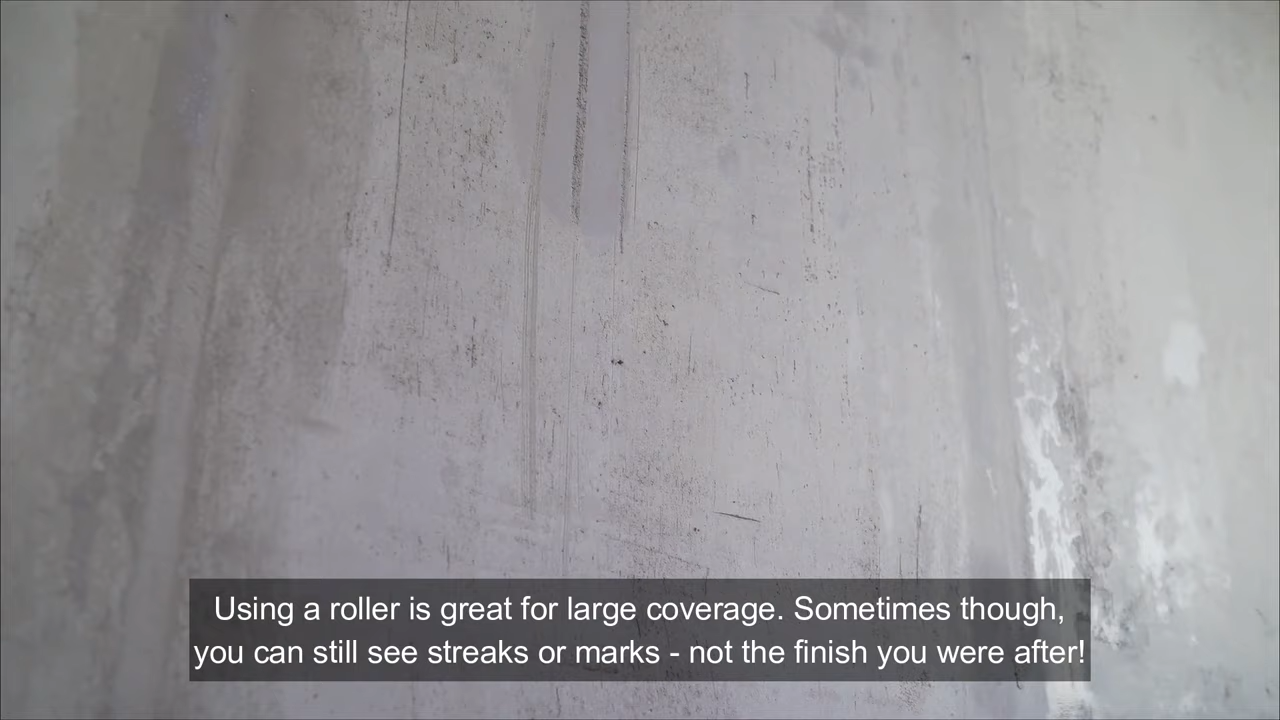 Using a roller is great for large coverage. Sometimes though,
you can still see streaks or marks - not the finish you were after!